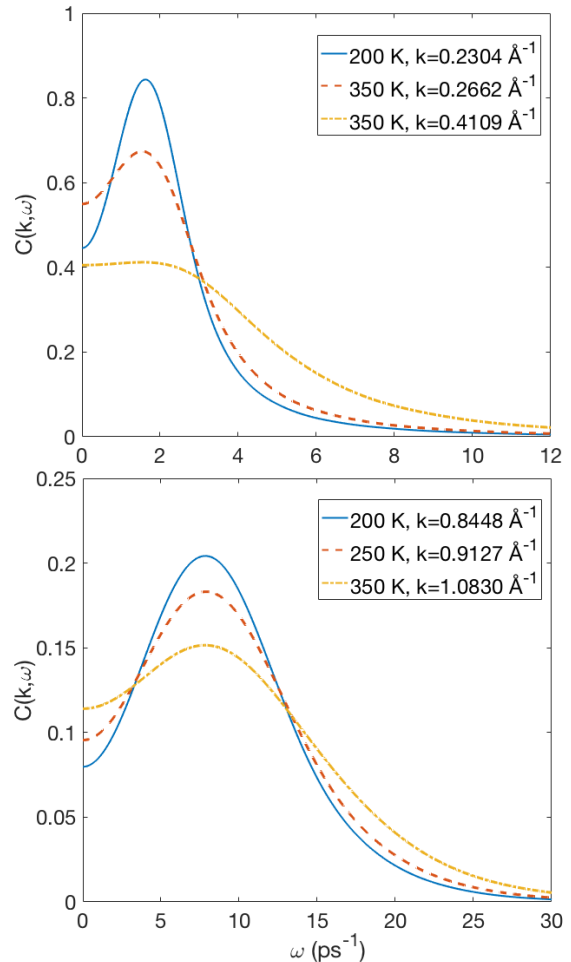 1
0.8
0.6
0.4
0.2
0
C(k,ω)
200 K, k=0.2304 Å⁻¹
350 K, k=0.2662 Å⁻¹
350 K, k=0.4109 Å⁻¹
0 2 4 6 8 10 12
0.25
0.2
0.15
0.1
0.05
0
C(k,ω)
200 K, k=0.8448 Å⁻¹
250 K, k=0.9127 Å⁻¹
350 K, k=1.0830 Å⁻¹
0 5 10 15 20 25 30
ω (ps⁻¹)